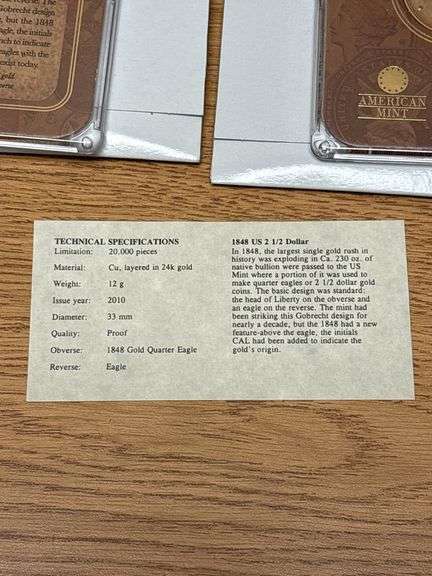 reverse. The
Gobrecht design
, but the 1848
eagle, the initials
to indicate
eagles with the
exist today.
gold
AMERICAN
MINT
TECHNICAL SPECIFICATIONS
Limitation: 20,000 pieces
Material: Cu, layered in 24k gold
Weight: 12 g
Issue year: 2010
Diameter: 33 mm
Quality: Proof
Obverse: 1848 Gold Quarter Eagle
Reverse: Eagle
1848 US 2 1/2 Dollar
In 1848, the largest single gold rush in
history was exploding in Ca. 230 oz. of
native bullion were passed to the US
Mint where a portion of it was used to
make quarter eagles or 2 1/2 dollar gold
coins. The basic design was standard:
the head of Liberty on the obverse and
an eagle on the reverse. The mint had
been striking this Gobrecht design for
nearly a decade, but the 1848 had a new
feature-above the eagle, the initials
CAL had been added to indicate the
gold's origin.